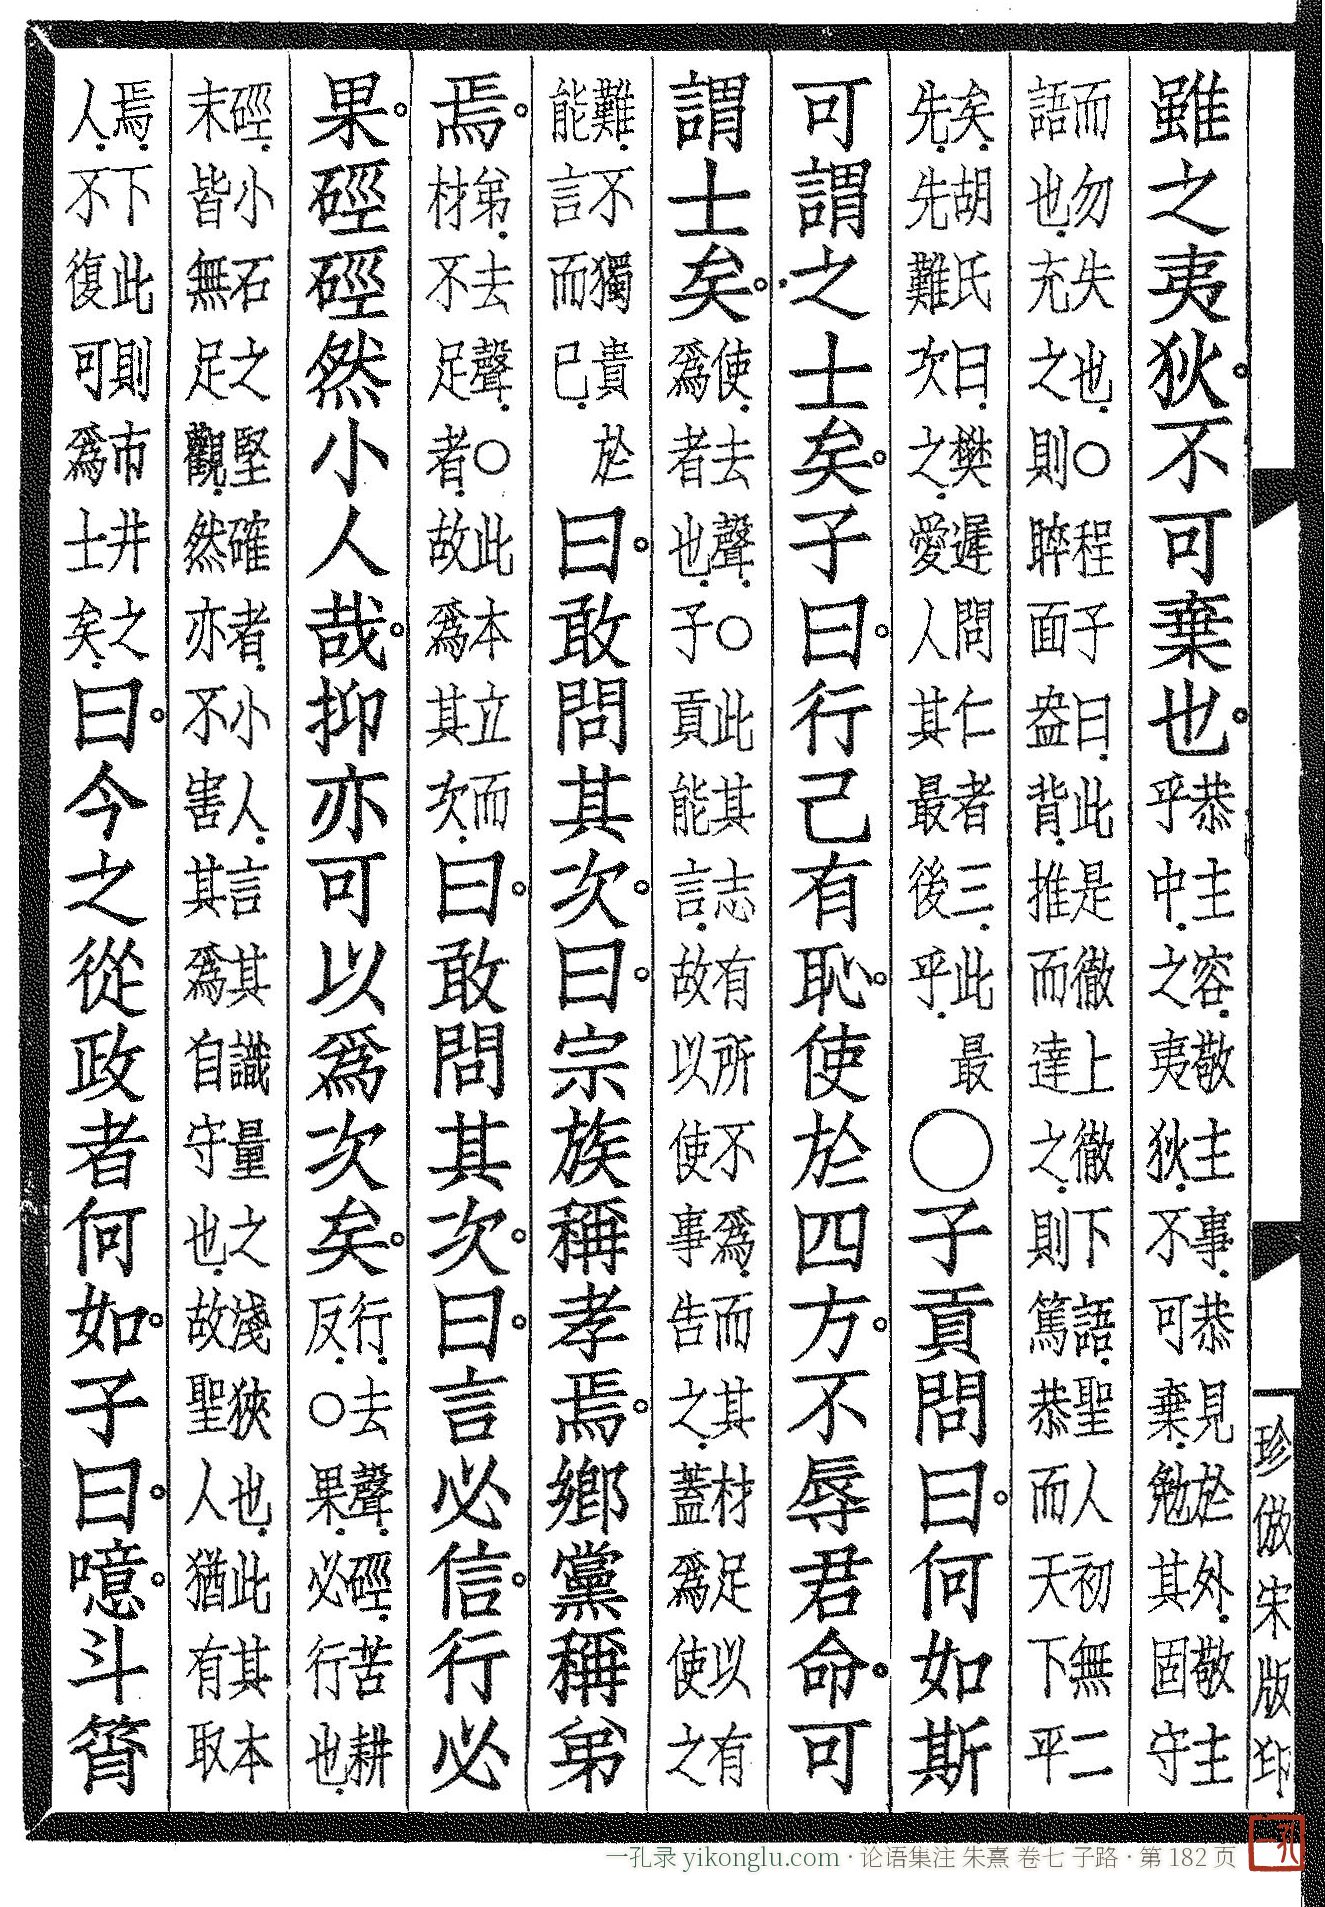 雖之夷狄。不可棄也。恭主容。敬主事。恭見於外。敬主乎中。之夷狄。不可棄。勉其固守
而勿失也。○程子曰。此是徹上徹下語。聖人初無二語也。充之則睟面盎背。推而達之。則篤恭而天下平
矣。胡氏曰。樊遲問仁者三。此最先。先難次之。愛人其最後乎。○子貢問曰。何如斯
可謂之士矣。子曰。行己有恥。使於四方。不辱君命。可
謂士矣。使。去聲。○此其志有所不爲。而其材足以有爲者也。子貢能言。故以使事告之。蓋爲使之
難。不獨貴於能言而已。曰。敢問其次。曰。宗族稱孝焉。鄉黨稱弟
焉。弟。去聲。○此本立而材不足者。故爲其次。曰。敢問其次。曰。言必信。行必
果。硜硜然小人哉。抑亦可以爲次矣。行。去聲。硜。苦耕反。○果。必行也。
硜。小石之堅確者。小人。言其識量之淺狹也。此其本末皆無足觀。然亦不害其爲自守也。故聖人猶有取
焉。下此則市井之人。不復可爲士矣。曰。今之從政者何如。子曰。噫。斗筲
珍倣宋版印
一孔录 yikonglu.com · 论语集注 朱熹 卷七 子路 · 第 182 页
一孔